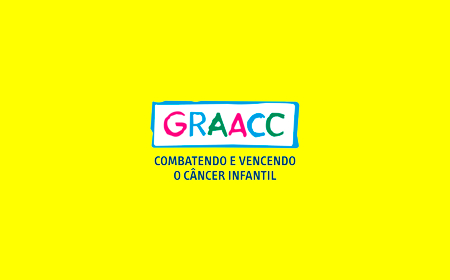 GRAACC
COMBATENDO E VENCENDO
O CÂNCER INFANTIL